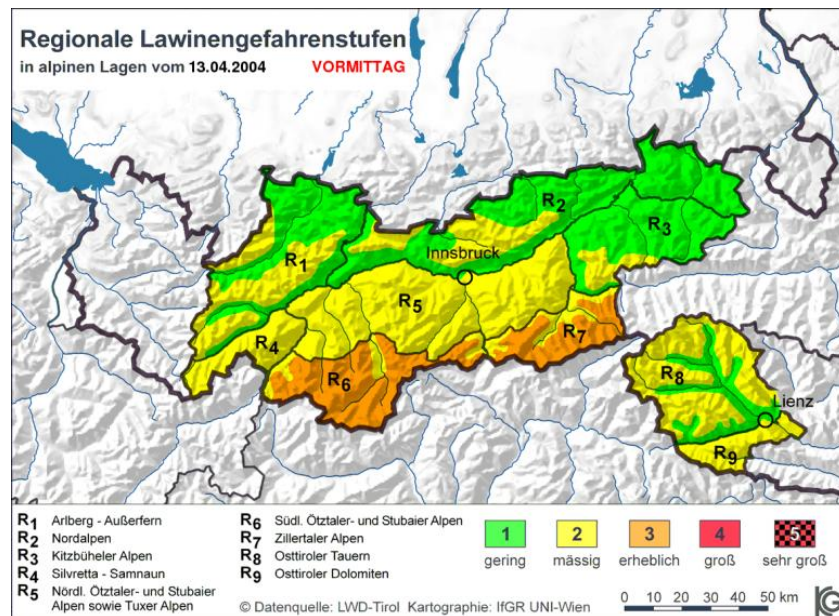 Regionale Lawinengefahrenstufen
in alpinen Lagen vom 13.04.2004 VORMITTAG
R1
R2
R3
Innsbruck
R5
R4
R7
R6
R8
Lienz
R9
R1 Arlberg - Außerfern
R2 Nordalpen
R3 Kitzbüheler Alpen
R4 Silvretta - Samnaun
R5 Nördl. Ötztaler- und Stubaier
Alpen sowie Tuxer Alpen
R6 Südl. Ötztaler- und Stubaier Alpen
R7 Zillertaler Alpen
R8 Osttiroler Tauern
R9 Osttiroler Dolomiten
© Datenquelle: LWD-Tirol Kartographie: IfGR UNI-Wien
1 2 3 4 5
gering mässig erheblich groß sehr groß
0 10 20 30 40 50 km